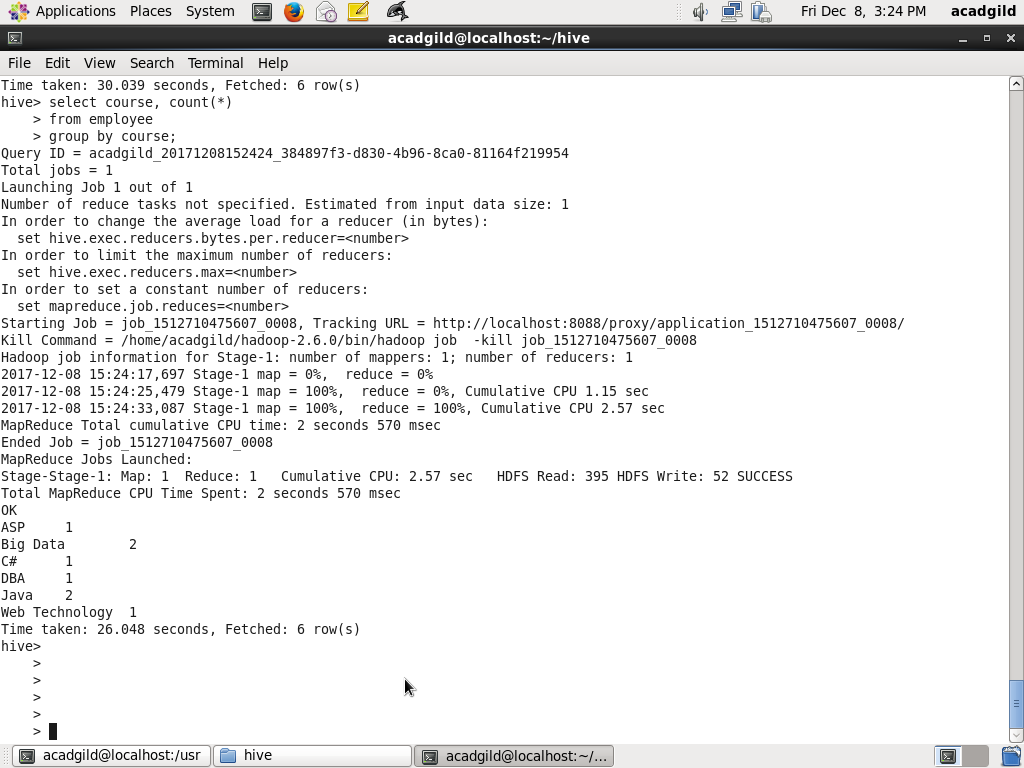 Applications Places System Fri Dec 8, 3:24 PM acadgild
acadgild@localhost:~/hive
File Edit View Search Terminal Help
Time taken: 30.039 seconds, Fetched: 6 row(s)
hive> select course, count(*)
    > from employee
    > group by course;
Query ID = acadgild_20171208152424_384897f3-d830-4b96-8ca0-81164f219954
Total jobs = 1
Launching Job 1 out of 1
Number of reduce tasks not specified. Estimated from input data size: 1
In order to change the average load for a reducer (in bytes):
  set hive.exec.reducers.bytes.per.reducer=<number>
In order to limit the maximum number of reducers:
  set hive.exec.reducers.max=<number>
In order to set a constant number of reducers:
  set mapreduce.job.reduces=<number>
Starting Job = job_1512710475607_0008, Tracking URL = http://localhost:8088/proxy/application_1512710475607_0008/
Kill Command = /home/acadgild/hadoop-2.6.0/bin/hadoop job  -kill job_1512710475607_0008
Hadoop job information for Stage-1: number of mappers: 1; number of reducers: 1
2017-12-08 15:24:17,697 Stage-1 map = 0%,  reduce = 0%
2017-12-08 15:24:25,479 Stage-1 map = 100%,  reduce = 0%, Cumulative CPU 1.15 sec
2017-12-08 15:24:33,087 Stage-1 map = 100%,  reduce = 100%, Cumulative CPU 2.57 sec
MapReduce Total cumulative CPU time: 2 seconds 570 msec
Ended Job = job_1512710475607_0008
MapReduce Jobs Launched:
Stage-Stage-1: Map: 1  Reduce: 1   Cumulative CPU: 2.57 sec   HDFS Read: 395 HDFS Write: 52 SUCCESS
Total MapReduce CPU Time Spent: 2 seconds 570 msec
OK
ASP     1
Big Data        2
C#      1
DBA     1
Java    2
Web Technology  1
Time taken: 26.048 seconds, Fetched: 6 row(s)
hive>
    >
    >
    >
    >
    >
acadgild@localhost:/usr hive acadgild@localhost:~/...